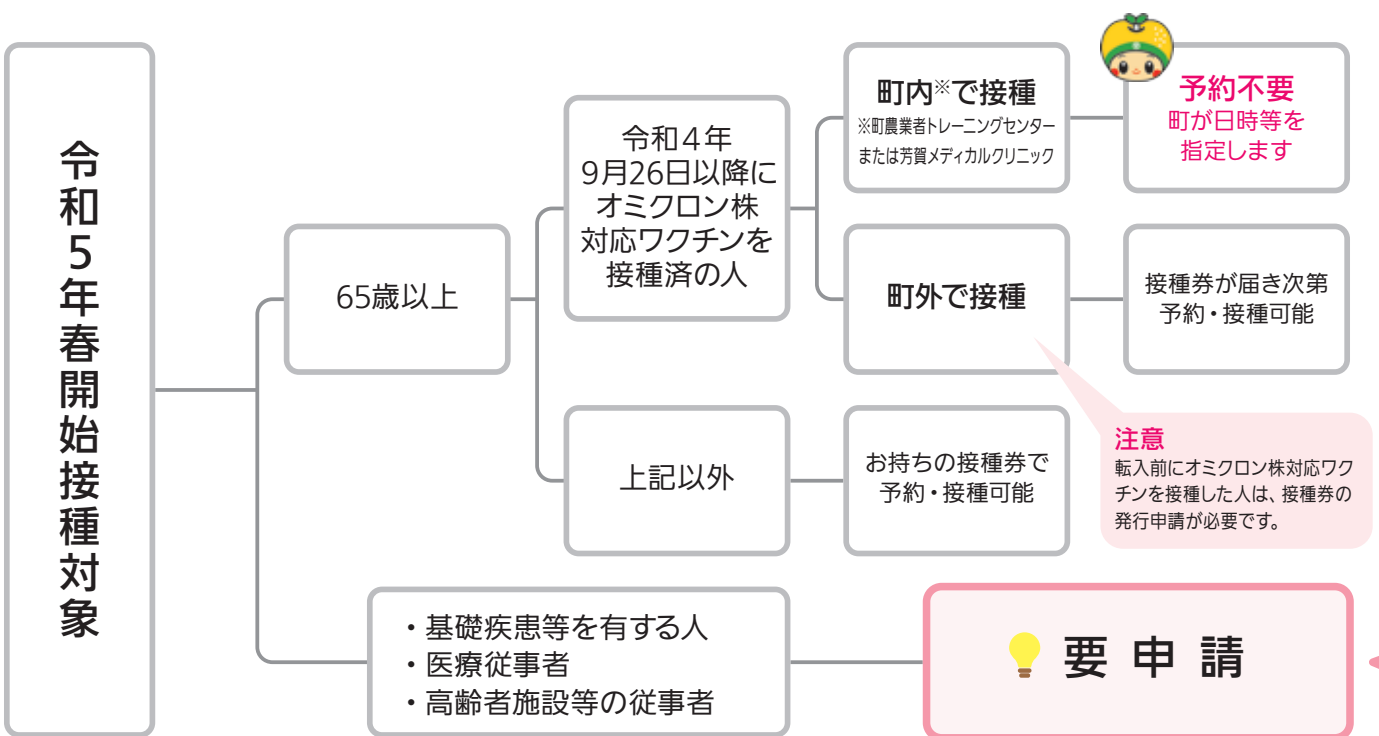 令和5年春開始接種対象
65歳以上
令和4年
9月26日以降に
オミクロン株
対応ワクチンを
接種済の人
町内※で接種
※町農業者トレーニングセンター
または芳賀メディカルクリニック
予約不要
町が日時等を
指定します
町外で接種
接種券が届き次第
予約・接種可能
注意
転入前にオミクロン株対応ワク
チンを接種した人は、接種券の
発行申請が必要です。
上記以外
お持ちの接種券で
予約・接種可能
・基礎疾患等を有する人
・医療従事者
・高齢者施設等の従事者
要申請